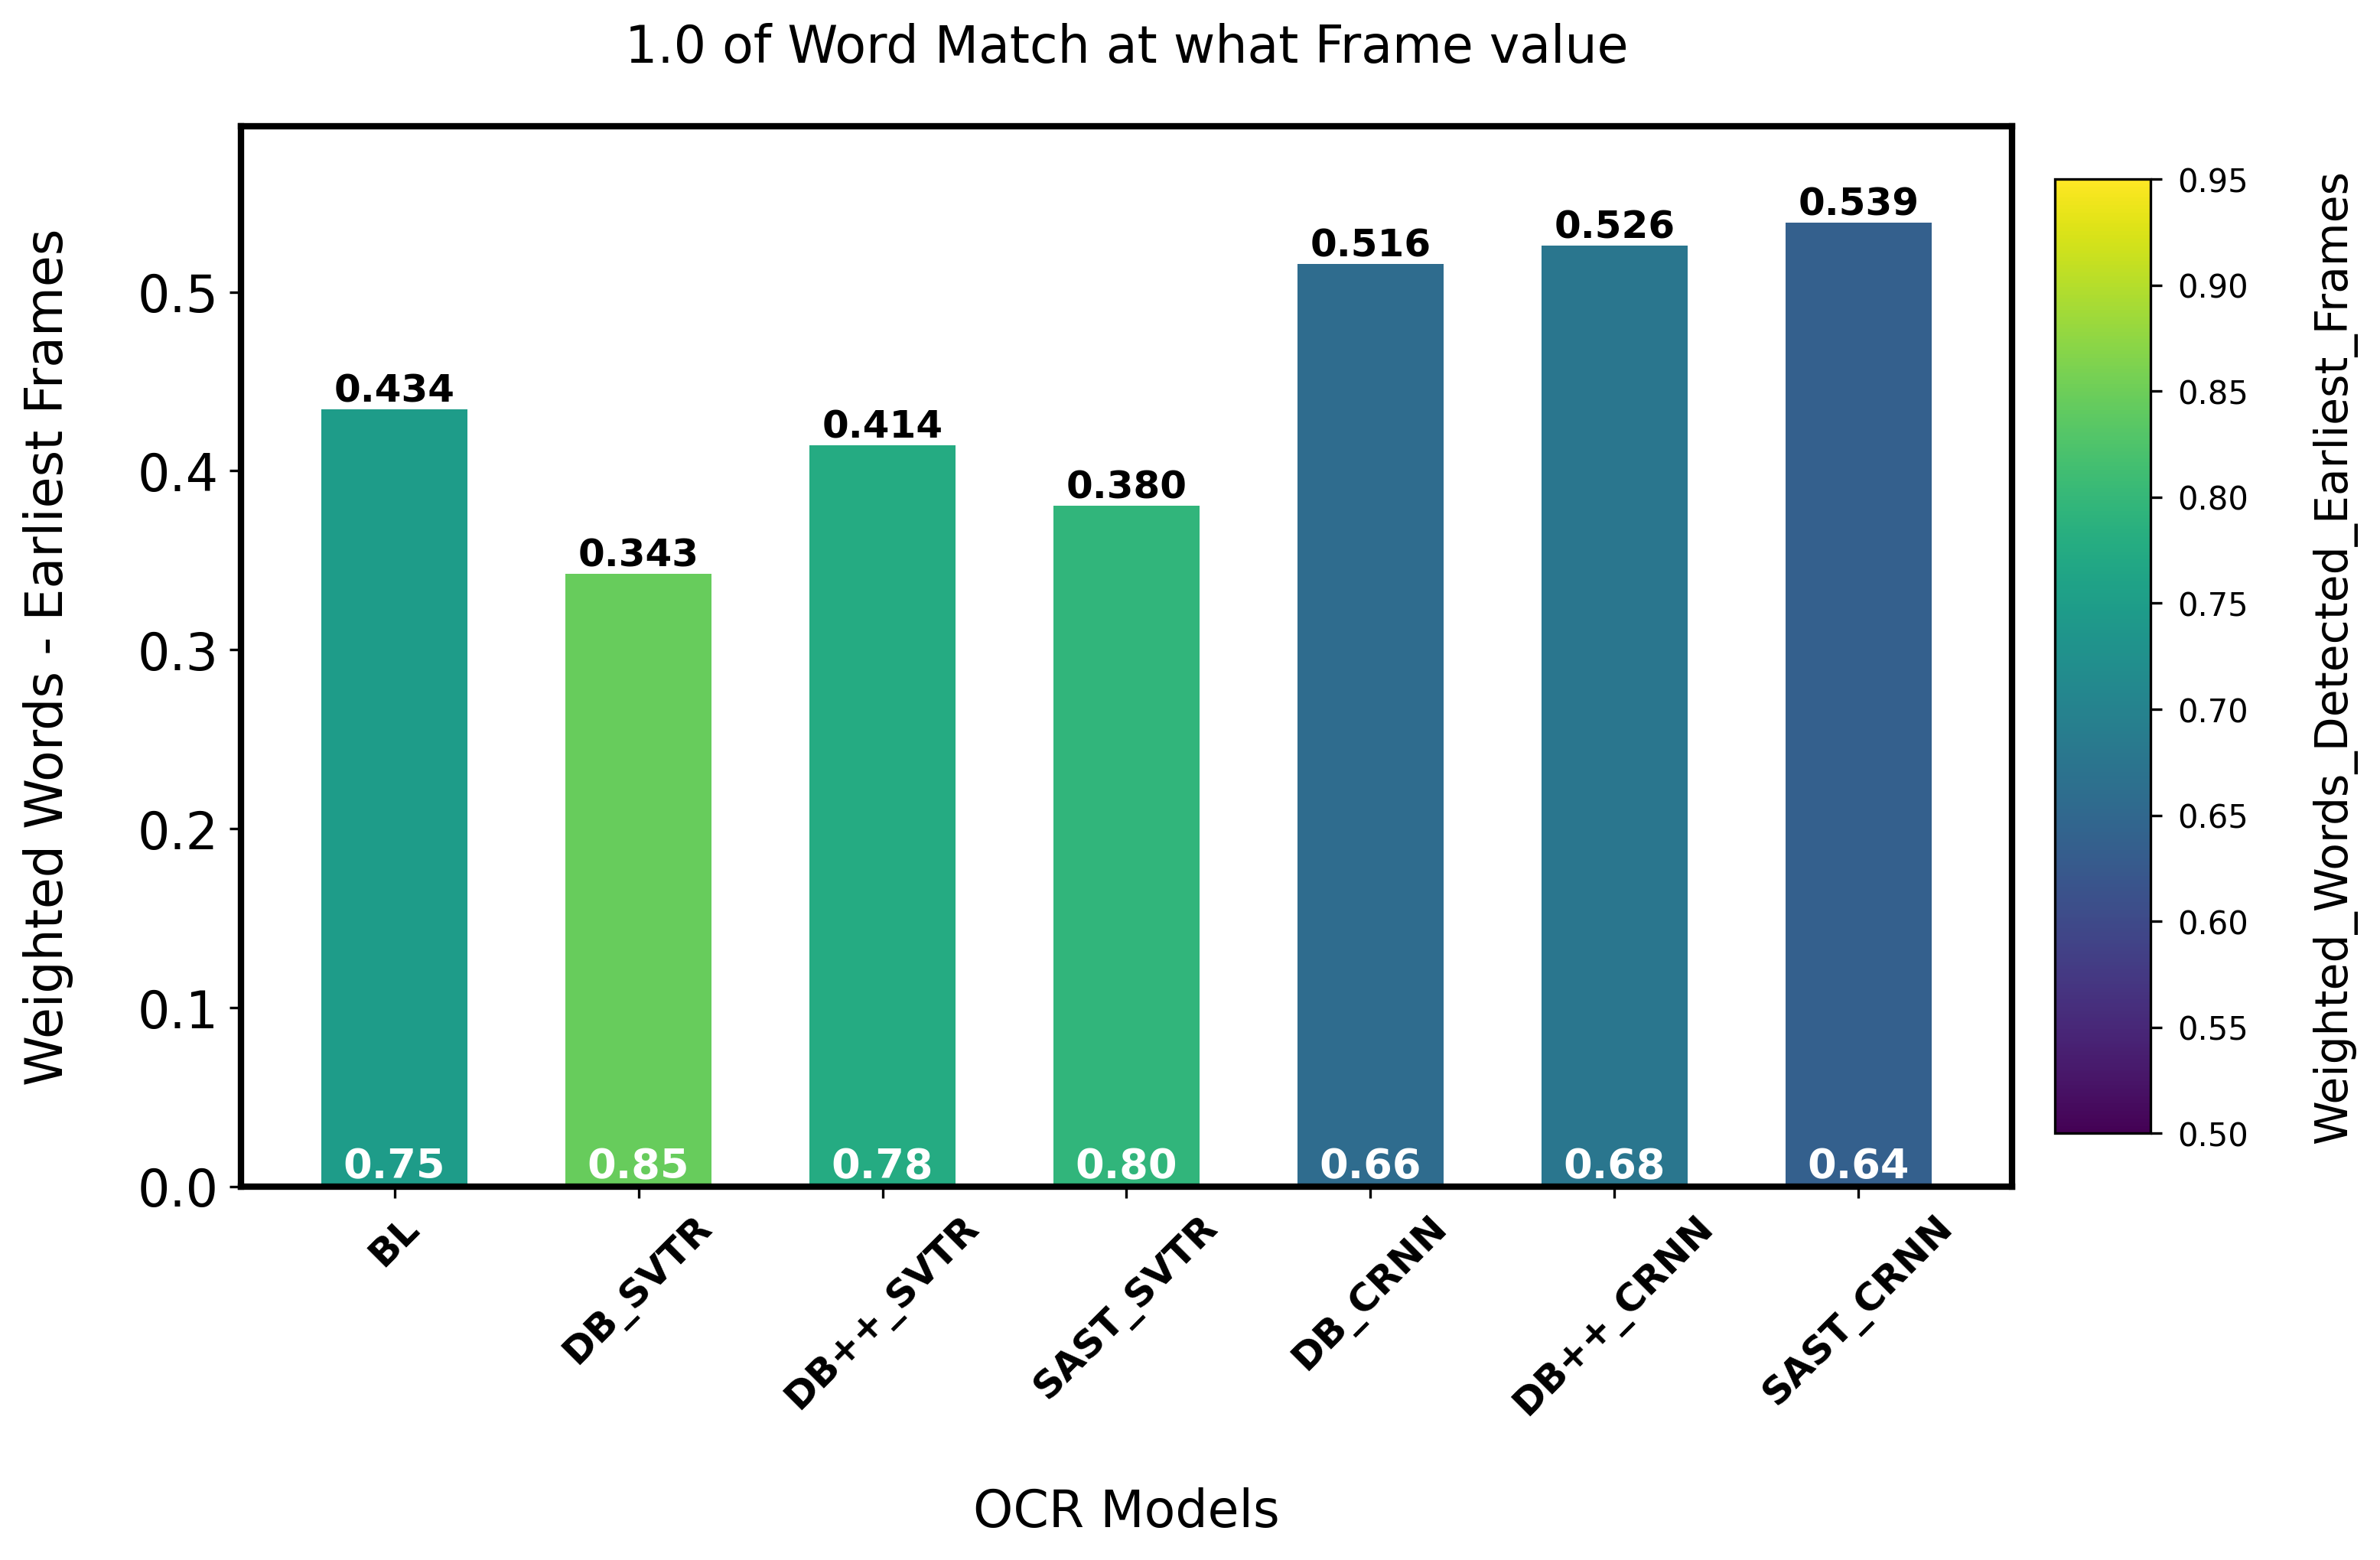 1.0 of Word Match at what Frame value
Weighted Words - Earliest Frames
0.5
0.4
0.3
0.2
0.1
0.0
0.434
0.343
0.414
0.380
0.516
0.526
0.539
0.75
0.85
0.78
0.80
0.66
0.68
0.64
BL
DB_SVTR
DB++_SVTR
SAST_SVTR
DB_CRNN
DB++_CRNN
SAST_CRNN
OCR Models
0.95
0.90
0.85
0.80
0.75
0.70
0.65
0.60
0.55
0.50
Weighted_Words_Detected_Earliest_Frames